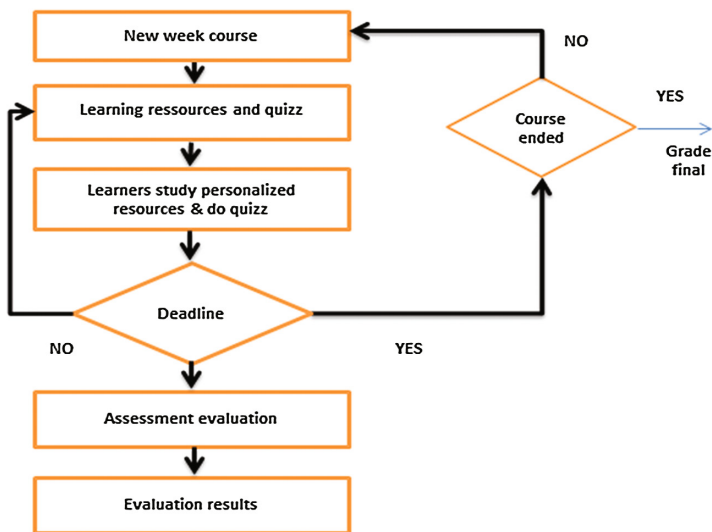 New week course
Learning ressources and quizz
Learners study personalized
resources & do quizz
Deadline
NO
YES
Assessment evaluation
Evaluation results
NO
Course
ended
YES
Grade
final